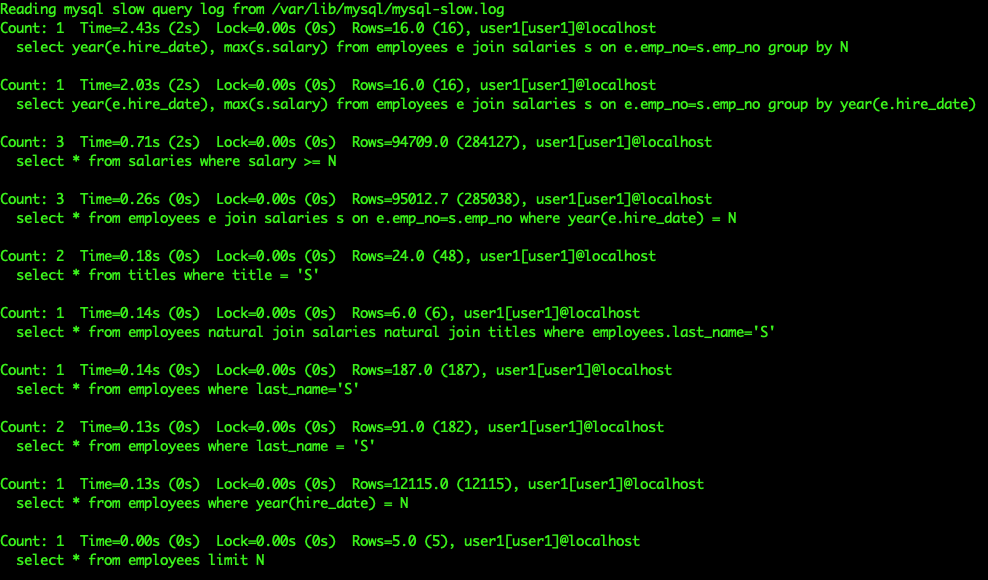 Reading mysql slow query log from /var/lib/mysql/mysql-slow.log
Count: 1  Time=2.43s (2s)  Lock=0.00s (0s)  Rows=16.0 (16), user1[user1]@localhost
  select year(e.hire_date), max(s.salary) from employees e join salaries s on e.emp_no=s.emp_no group by N

Count: 1  Time=2.03s (2s)  Lock=0.00s (0s)  Rows=16.0 (16), user1[user1]@localhost
  select year(e.hire_date), max(s.salary) from employees e join salaries s on e.emp_no=s.emp_no group by year(e.hire_date)

Count: 3  Time=0.71s (2s)  Lock=0.00s (0s)  Rows=94709.0 (284127), user1[user1]@localhost
  select * from salaries where salary >= N

Count: 3  Time=0.26s (0s)  Lock=0.00s (0s)  Rows=95012.7 (285038), user1[user1]@localhost
  select * from employees e join salaries s on e.emp_no=s.emp_no where year(e.hire_date) = N

Count: 2  Time=0.18s (0s)  Lock=0.00s (0s)  Rows=24.0 (48), user1[user1]@localhost
  select * from titles where title = 'S'

Count: 1  Time=0.14s (0s)  Lock=0.00s (0s)  Rows=6.0 (6), user1[user1]@localhost
  select * from employees natural join salaries natural join titles where employees.last_name='S'

Count: 1  Time=0.14s (0s)  Lock=0.00s (0s)  Rows=187.0 (187), user1[user1]@localhost
  select * from employees where last_name='S'

Count: 2  Time=0.13s (0s)  Lock=0.00s (0s)  Rows=91.0 (182), user1[user1]@localhost
  select * from employees where last_name = 'S'

Count: 1  Time=0.13s (0s)  Lock=0.00s (0s)  Rows=12115.0 (12115), user1[user1]@localhost
  select * from employees where year(hire_date) = N

Count: 1  Time=0.00s (0s)  Lock=0.00s (0s)  Rows=5.0 (5), user1[user1]@localhost
  select * from employees limit N